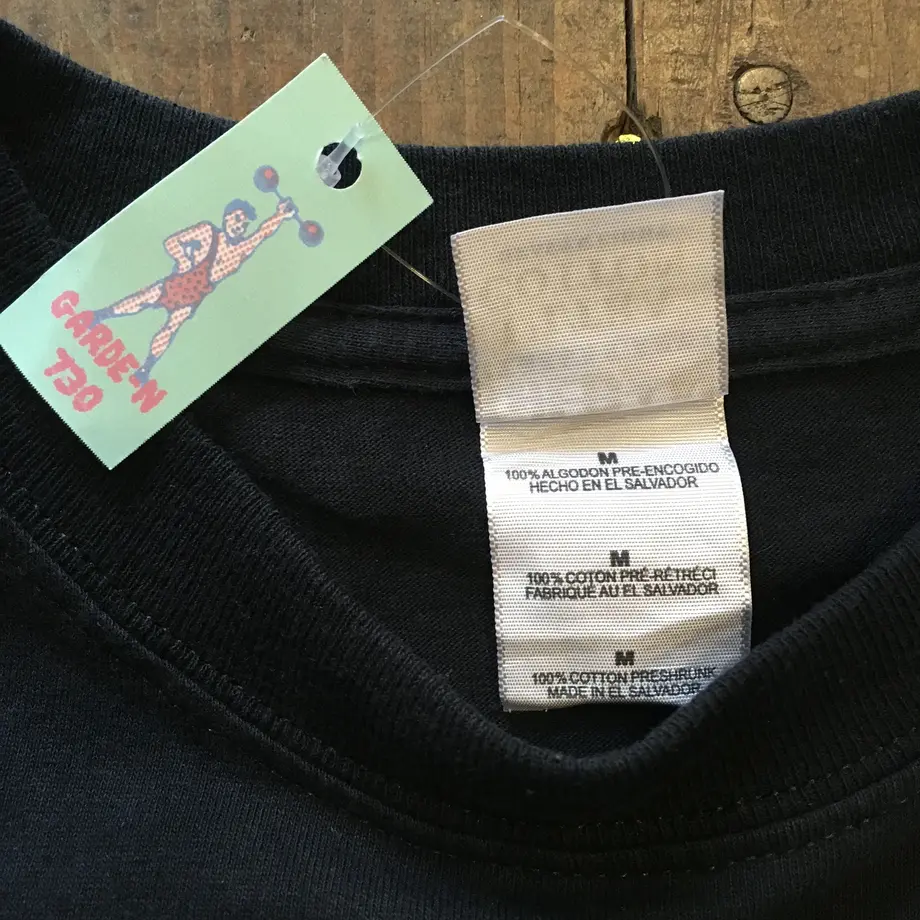 GARDE-N
730
M
100% ALGODON PRE-ENCOGIDO
HECHO EN EL SALVADOR
M
100% COTON PRÉ-RÉTRÉCI
FABRIQUÉ AU EL SALVADOR
M
100% COTTON PRESHRUNK
MADE IN EL SALVADOR